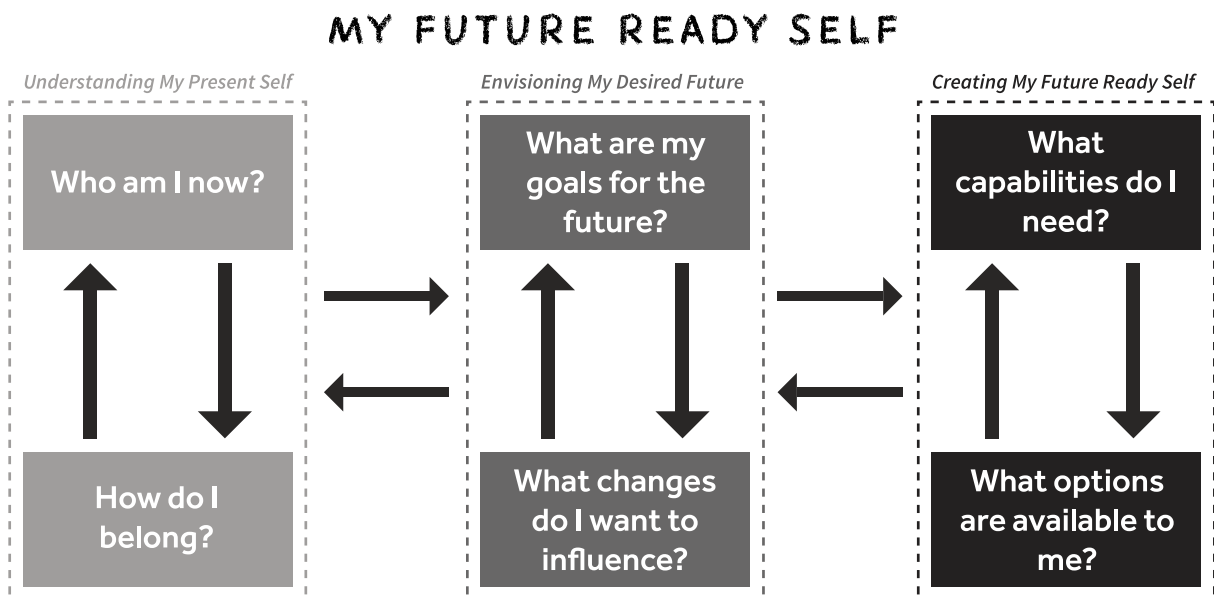 MY FUTURE READY SELF
Understanding My Present Self
Who am I now?
How do I
belong?
Envisioning My Desired Future
What are my
goals for the
future?
What changes
do I want to
influence?
Creating My Future Ready Self
What
capabilities do I
need?
What options
are available to
me?